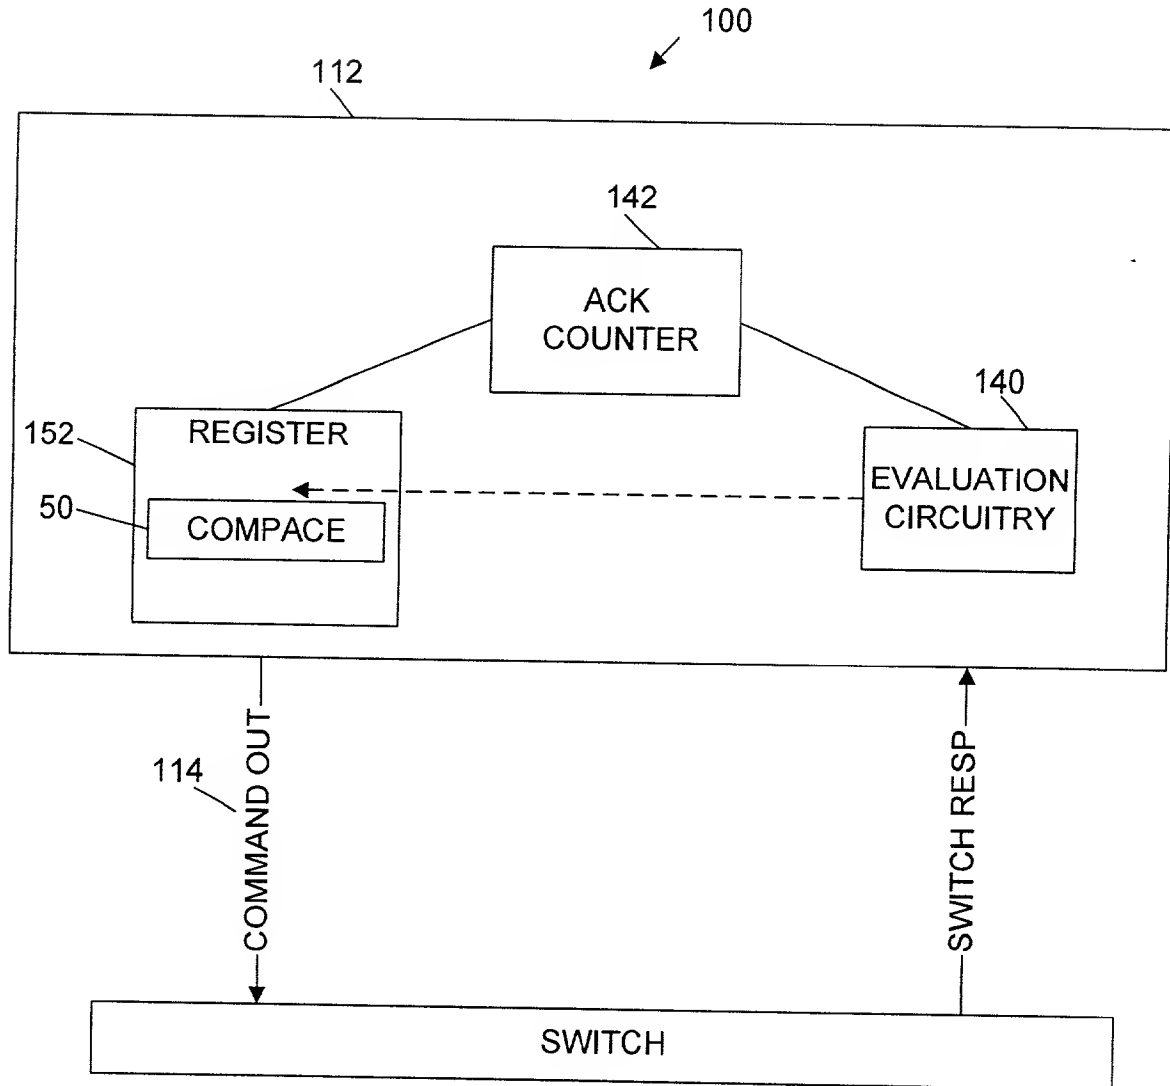 100
112
142
ACK
COUNTER
140
152
REGISTER
EVALUATION
CIRCUITRY
50
COMPACE
114
COMMAND OUT
SWITCH RESP
SWITCH